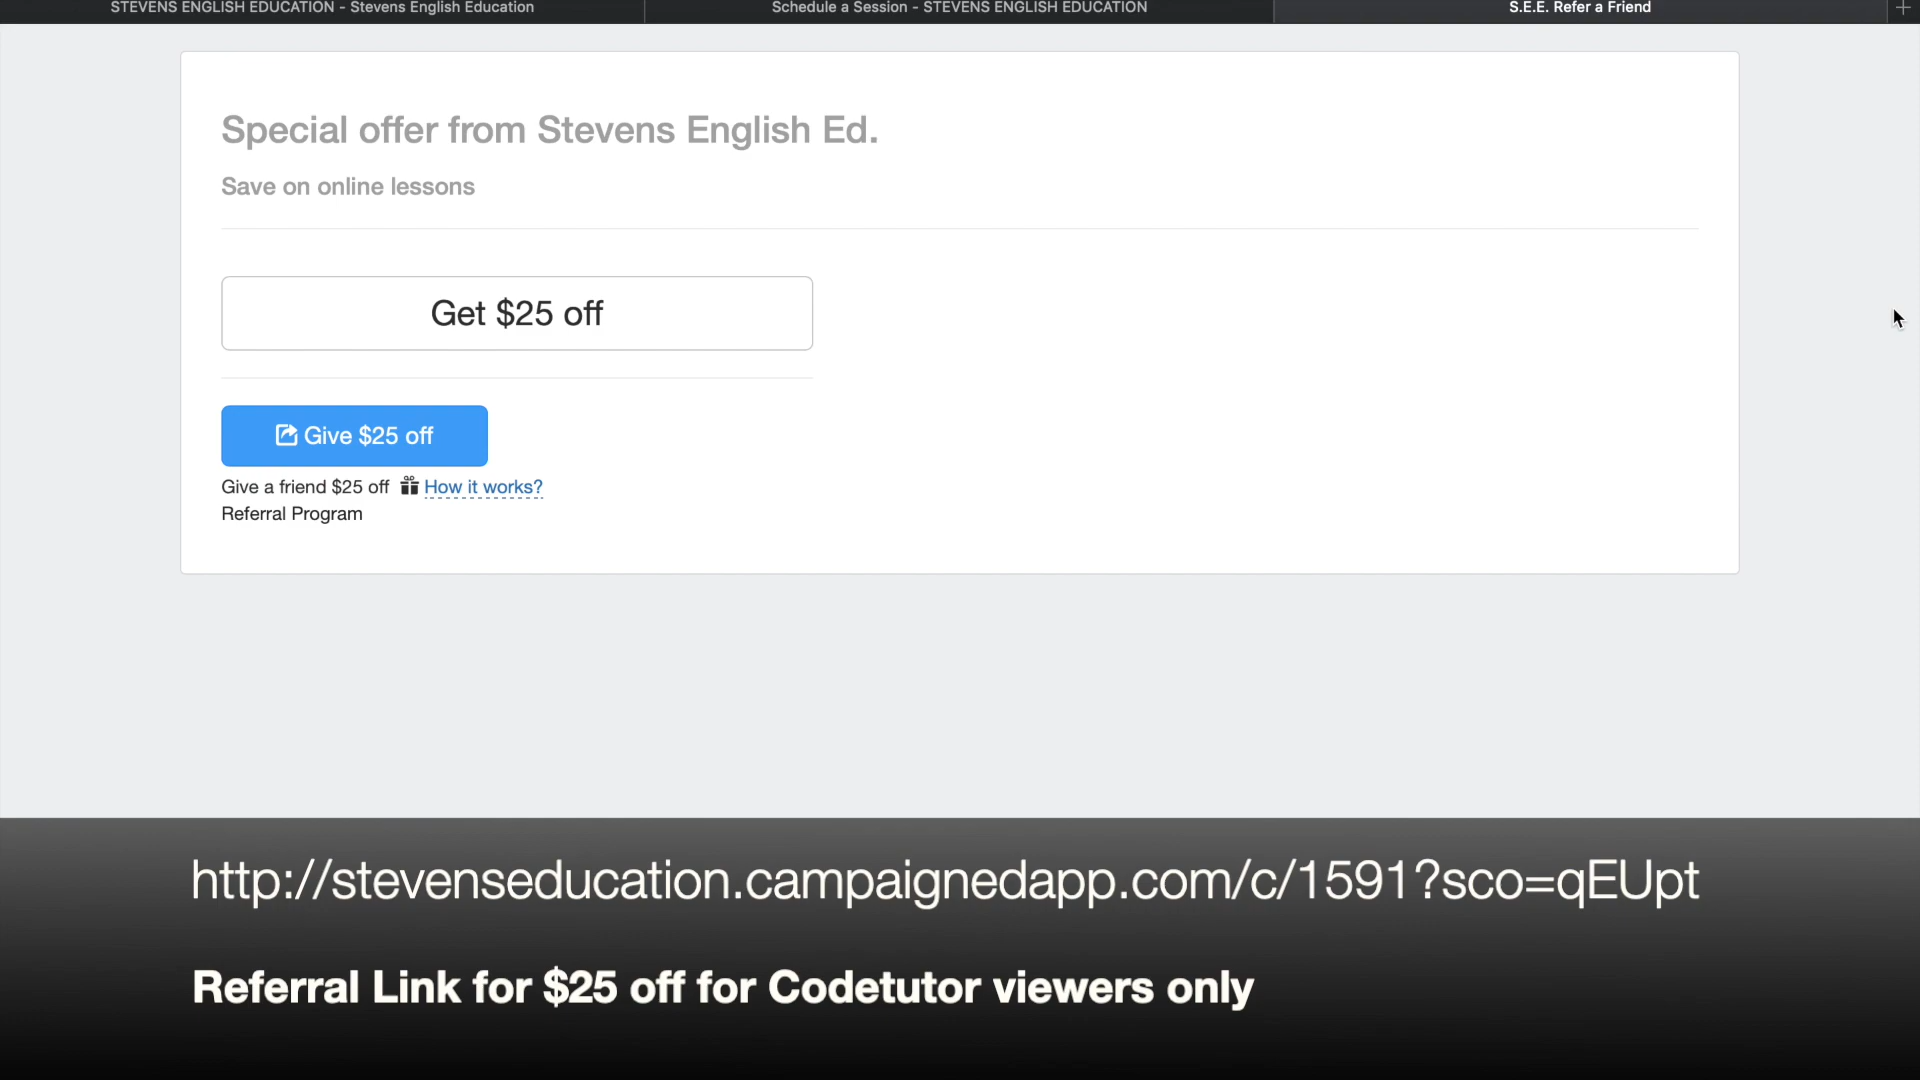 STEVENS ENGLISH EDUCATION - Stevens English Education
Schedule a Session - STEVENS ENGLISH EDUCATION
S.E.E. Refer a Friend
Special offer from Stevens English Ed.
Save on online lessons
Get $25 off
Give $25 off
Give a friend $25 off How it works?
Referral Program
http://stevenseducation.campaignedapp.com/c/1591?sco=qEUpt
Referral Link for $25 off for Codetutor viewers only